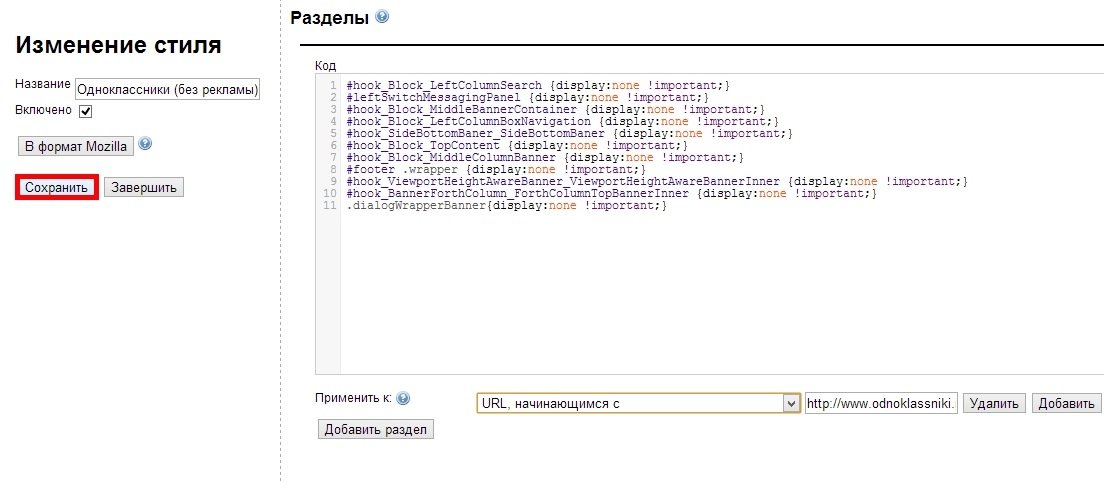 Изменение стиля
Название Одноклассники (без рекламы)
Включено
В формат Mozilla
Сохранить Завершить
Разделы
Код
1 #hook_Block_LeftColumnSearch {display:none !important;}
2 #leftSwitchMessagingPanel {display:none !important;}
3 #hook_Block_MiddleBannerContainer {display:none !important;}
4 #hook_Block_LeftColumnBoxNavigation {display:none !important;}
5 #hook_SideBottomBaner_SideBottomBaner {display:none !important;}
6 #hook_Block_TopContent {display:none !important;}
7 #hook_Block_MiddleColumnBanner {display:none !important;}
8 #footer .wrapper {display:none !important;}
9 #hook_ViewportHeightAwareBanner_ViewportHeightAwareBannerInner {display:none !important;}
10 #hook_BannerForthColumn_ForthColumnTopBannerInner {display:none !important;}
11 .dialogWrapperBanner{display:none !important;}
Применить к: URL, начинающимся с http://www.odnoklassniki. Удалить Добавить
Добавить раздел